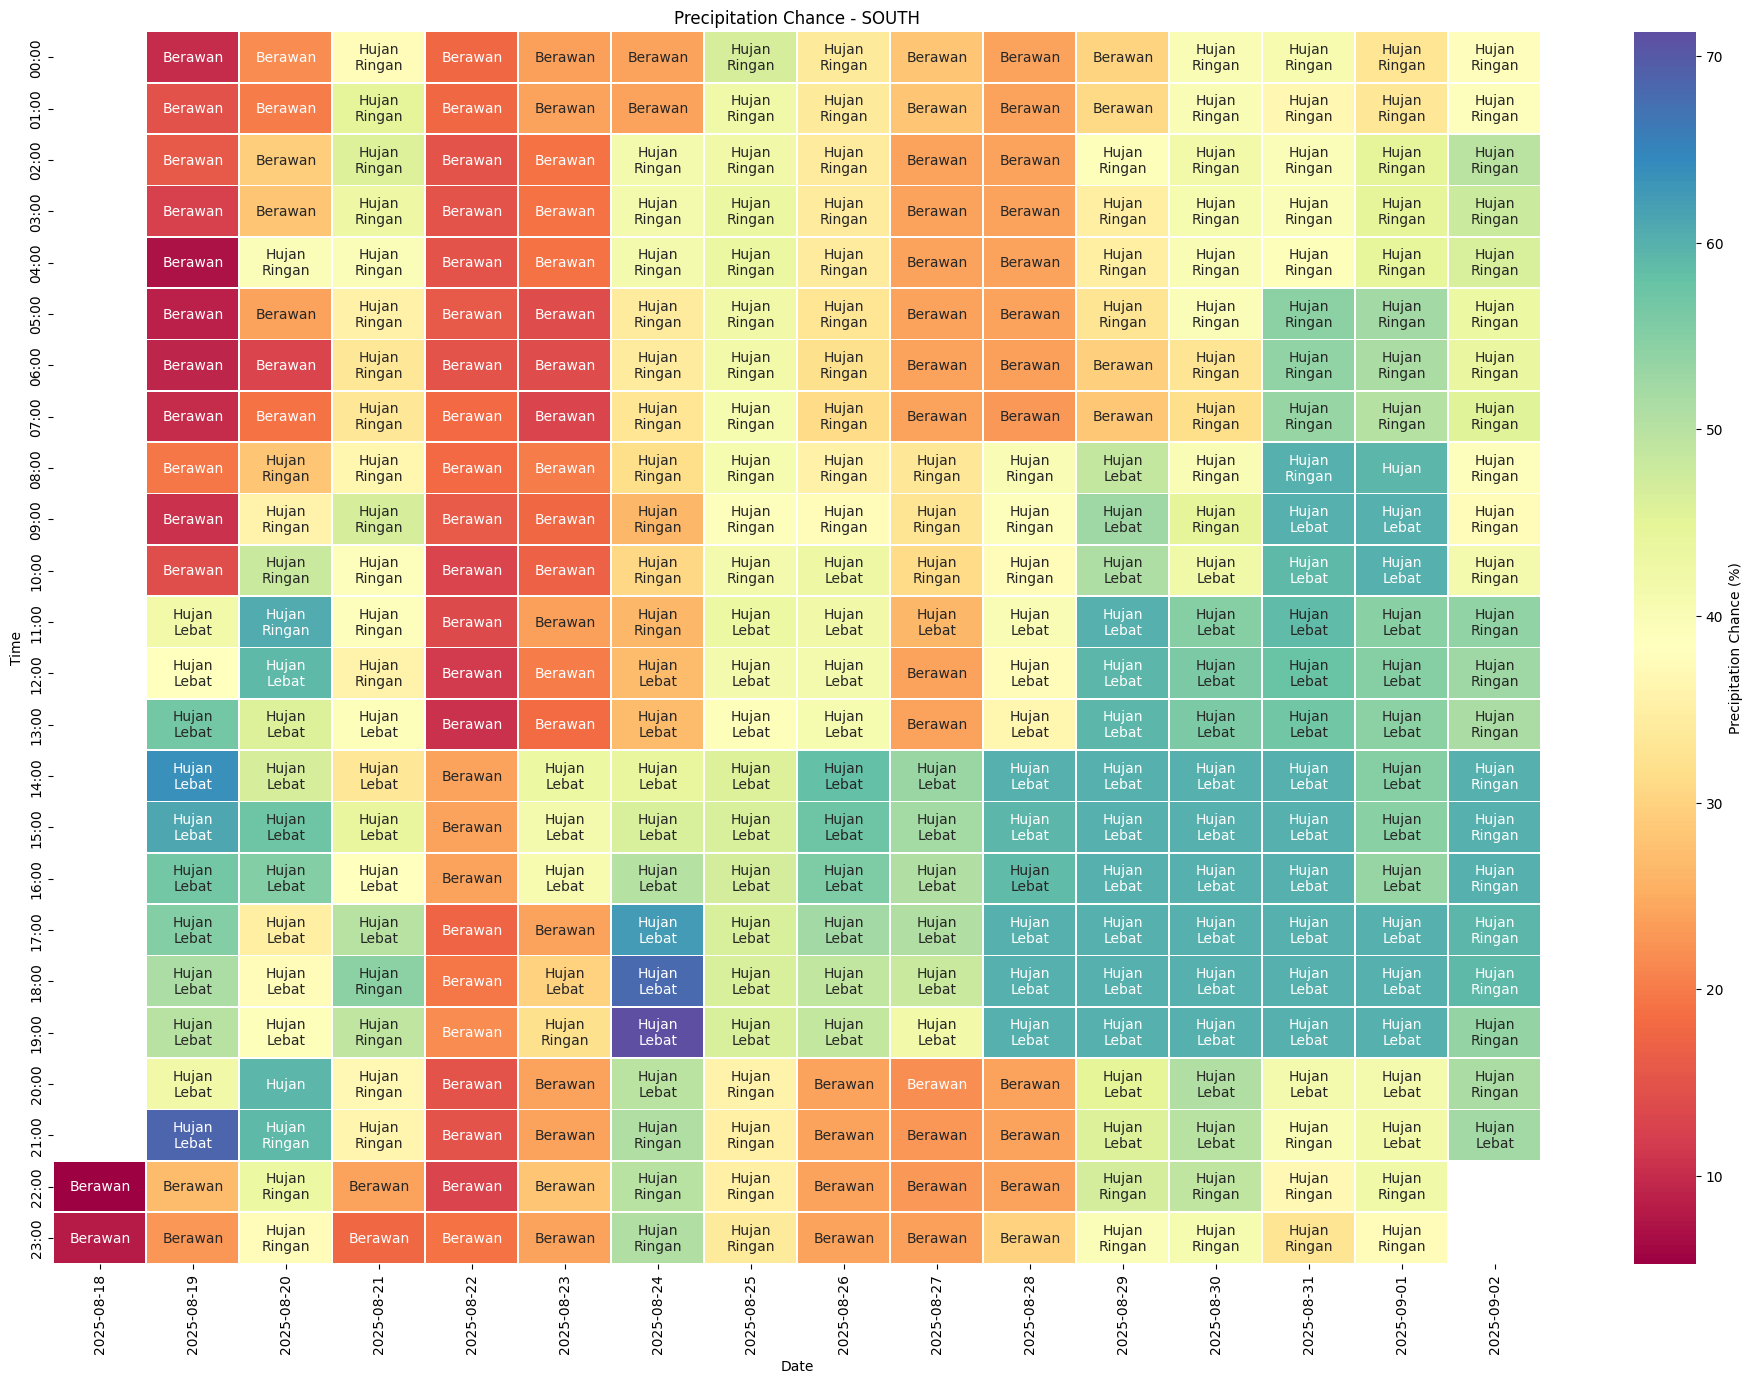 Precipitation Chance - SOUTH
00:00 Berawan Berawan Hujan Ringan Berawan Berawan Berawan Hujan Ringan Hujan Ringan Berawan Berawan Berawan Hujan Ringan Hujan Ringan Hujan Ringan Hujan Ringan
01:00 Berawan Berawan Hujan Ringan Berawan Berawan Berawan Hujan Ringan Hujan Ringan Berawan Berawan Berawan Hujan Ringan Hujan Ringan Hujan Ringan Hujan Ringan
02:00 Berawan Berawan Hujan Ringan Berawan Berawan Hujan Ringan Hujan Ringan Hujan Ringan Berawan Berawan Hujan Ringan Hujan Ringan Hujan Ringan Hujan Ringan Hujan Ringan
03:00 Berawan Berawan Hujan Ringan Berawan Berawan Hujan Ringan Hujan Ringan Hujan Ringan Berawan Berawan Hujan Ringan Hujan Ringan Hujan Ringan Hujan Ringan Hujan Ringan
04:00 Berawan Hujan Ringan Hujan Ringan Berawan Berawan Hujan Ringan Hujan Ringan Hujan Ringan Berawan Berawan Hujan Ringan Hujan Ringan Hujan Ringan Hujan Ringan Hujan Ringan
05:00 Berawan Berawan Hujan Ringan Berawan Berawan Hujan Ringan Hujan Ringan Hujan Ringan Berawan Berawan Hujan Ringan Hujan Ringan Hujan Ringan Hujan Ringan Hujan Ringan
06:00 Berawan Berawan Hujan Ringan Berawan Berawan Hujan Ringan Hujan Ringan Hujan Ringan Berawan Berawan Berawan Hujan Ringan Hujan Ringan Hujan Ringan Hujan Ringan
07:00 Berawan Berawan Hujan Ringan Berawan Berawan Hujan Ringan Hujan Ringan Hujan Ringan Berawan Berawan Berawan Hujan Ringan Hujan Ringan Hujan Ringan Hujan Ringan
08:00 Berawan Hujan Ringan Hujan Ringan Berawan Berawan Hujan Ringan Hujan Ringan Hujan Ringan Hujan Ringan Hujan Ringan Hujan Lebat Hujan Ringan Hujan Ringan Hujan Hujan Ringan
09:00 Berawan Hujan Ringan Hujan Ringan Berawan Berawan Hujan Ringan Hujan Ringan Hujan Ringan Hujan Ringan Hujan Ringan Hujan Lebat Hujan Ringan Hujan Lebat Hujan Lebat Hujan Ringan
10:00 Berawan Hujan Ringan Hujan Ringan Berawan Berawan Hujan Ringan Hujan Ringan Hujan Lebat Hujan Ringan Hujan Ringan Hujan Lebat Hujan Lebat Hujan Lebat Hujan Lebat Hujan Ringan
11:00 Hujan Lebat Hujan Ringan Hujan Ringan Berawan Berawan Hujan Ringan Hujan Lebat Hujan Lebat Hujan Lebat Hujan Lebat Hujan Lebat Hujan Lebat Hujan Lebat Hujan Lebat Hujan Ringan
12:00 Hujan Lebat Hujan Lebat Hujan Ringan Berawan Berawan Hujan Lebat Hujan Lebat Hujan Lebat Berawan Hujan Lebat Hujan Lebat Hujan Lebat Hujan Lebat Hujan Lebat Hujan Ringan
13:00 Hujan Lebat Hujan Lebat Hujan Lebat Berawan Berawan Hujan Lebat Hujan Lebat Hujan Lebat Berawan Hujan Lebat Hujan Lebat Hujan Lebat Hujan Lebat Hujan Lebat Hujan Ringan
14:00 Hujan Lebat Hujan Lebat Hujan Lebat Berawan Hujan Lebat Hujan Lebat Hujan Lebat Hujan Lebat Hujan Lebat Hujan Lebat Hujan Lebat Hujan Lebat Hujan Lebat Hujan Lebat Hujan Ringan
15:00 Hujan Lebat Hujan Lebat Hujan Lebat Berawan Hujan Lebat Hujan Lebat Hujan Lebat Hujan Lebat Hujan Lebat Hujan Lebat Hujan Lebat Hujan Lebat Hujan Lebat Hujan Lebat Hujan Ringan
16:00 Hujan Lebat Hujan Lebat Hujan Lebat Berawan Hujan Lebat Hujan Lebat Hujan Lebat Hujan Lebat Hujan Lebat Hujan Lebat Hujan Lebat Hujan Lebat Hujan Lebat Hujan Lebat Hujan Ringan
17:00 Hujan Lebat Hujan Lebat Hujan Lebat Berawan Berawan Hujan Lebat Hujan Lebat Hujan Lebat Hujan Lebat Hujan Lebat Hujan Lebat Hujan Lebat Hujan Lebat Hujan Lebat Hujan Ringan
18:00 Hujan Lebat Hujan Lebat Hujan Ringan Berawan Hujan Lebat Hujan Lebat Hujan Lebat Hujan Lebat Hujan Lebat Hujan Lebat Hujan Lebat Hujan Lebat Hujan Lebat Hujan Lebat Hujan Ringan
19:00 Hujan Lebat Hujan Lebat Hujan Ringan Berawan Hujan Ringan Hujan Lebat Hujan Lebat Hujan Lebat Hujan Lebat Hujan Lebat Hujan Lebat Hujan Lebat Hujan Lebat Hujan Lebat Hujan Ringan
20:00 Hujan Lebat Hujan Hujan Ringan Berawan Berawan Hujan Lebat Hujan Ringan Berawan Berawan Berawan Hujan Lebat Hujan Lebat Hujan Lebat Hujan Lebat Hujan Ringan
21:00 Hujan Lebat Hujan Ringan Hujan Ringan Berawan Berawan Hujan Ringan Hujan Ringan Berawan Berawan Berawan Hujan Lebat Hujan Lebat Hujan Ringan Hujan Lebat Hujan Lebat
22:00 Berawan Berawan Hujan Ringan Berawan Berawan Berawan Hujan Ringan Hujan Ringan Berawan Berawan Berawan Hujan Ringan Hujan Ringan Hujan Ringan Hujan Ringan
23:00 Berawan Berawan Hujan Ringan Berawan Berawan Berawan Hujan Ringan Hujan Ringan Berawan Berawan Berawan Hujan Ringan Hujan Ringan Hujan Ringan Hujan Ringan
Time
2025-08-18 2025-08-19 2025-08-20 2025-08-21 2025-08-22 2025-08-23 2025-08-24 2025-08-25 2025-08-26 2025-08-27 2025-08-28 2025-08-29 2025-08-30 2025-08-31 2025-09-01 2025-09-02
Date
70
60
50
40
30
20
10
Precipitation Chance (%)